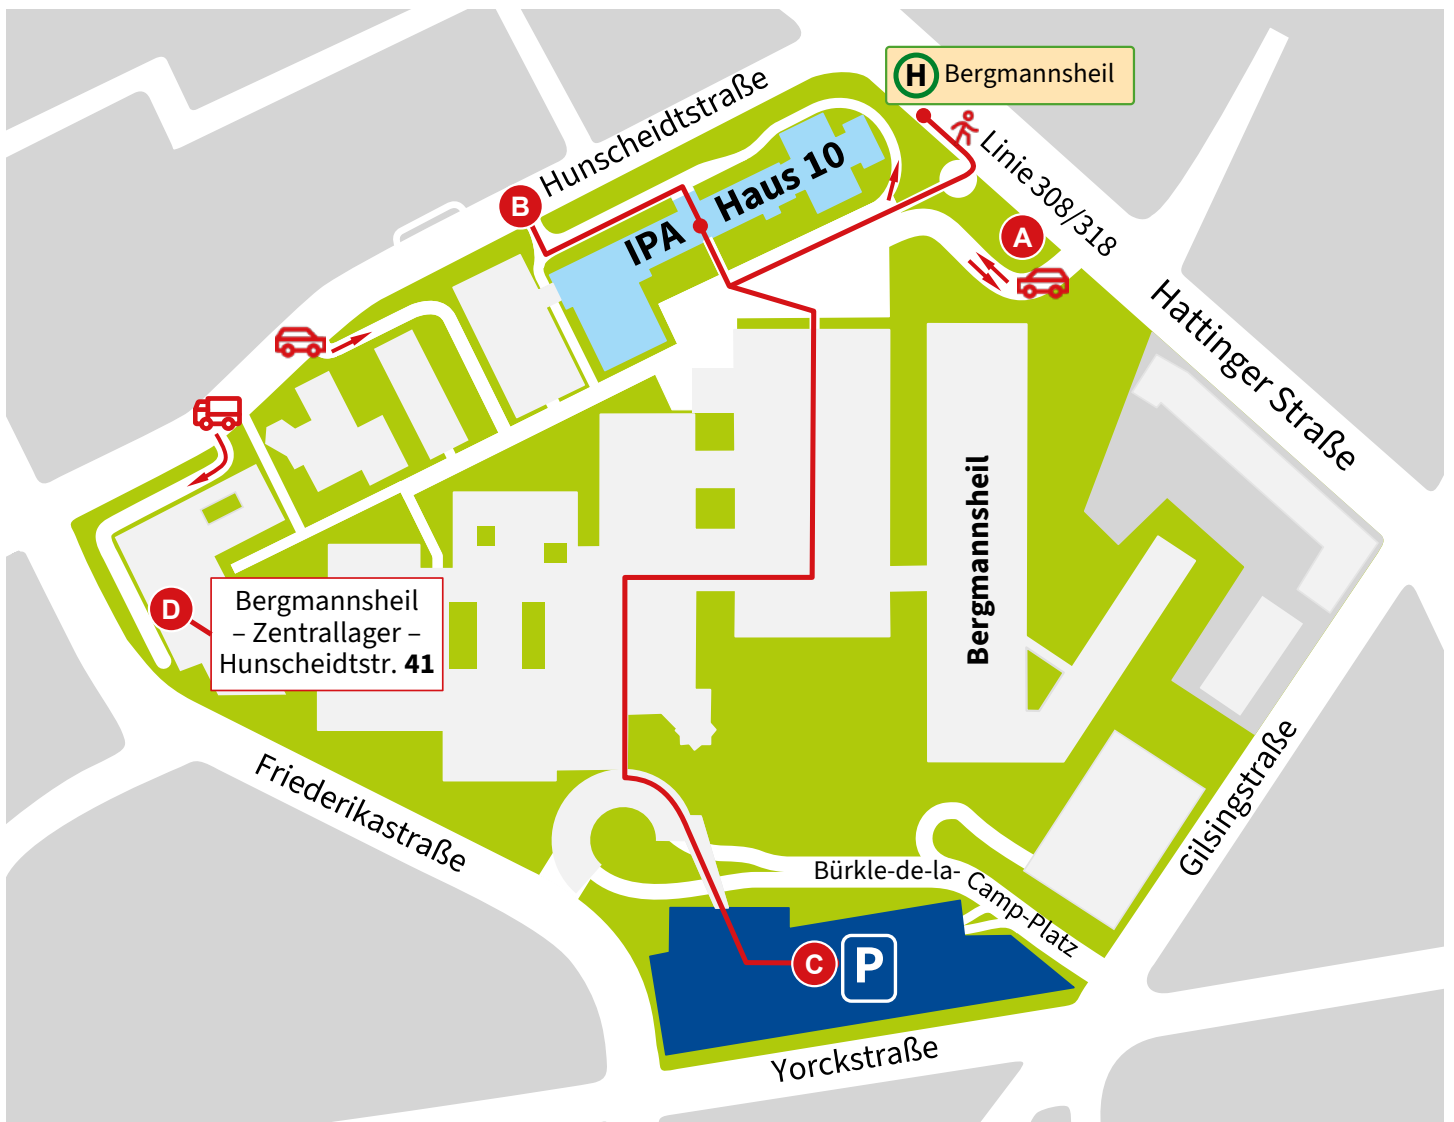 H Bergmannsheil
Hunscheidtstraße
Linie 308/318
B
IPA Haus 10
A
Hattinger Straße
Bergmannsheil
D
Bergmannsheil
– Zentrallager –
Hunscheidtstr. 41
Friederikastraße
Gilsingstraße
Bürkle-de-la-
Camp-Platz
C
P
Yorckstraße